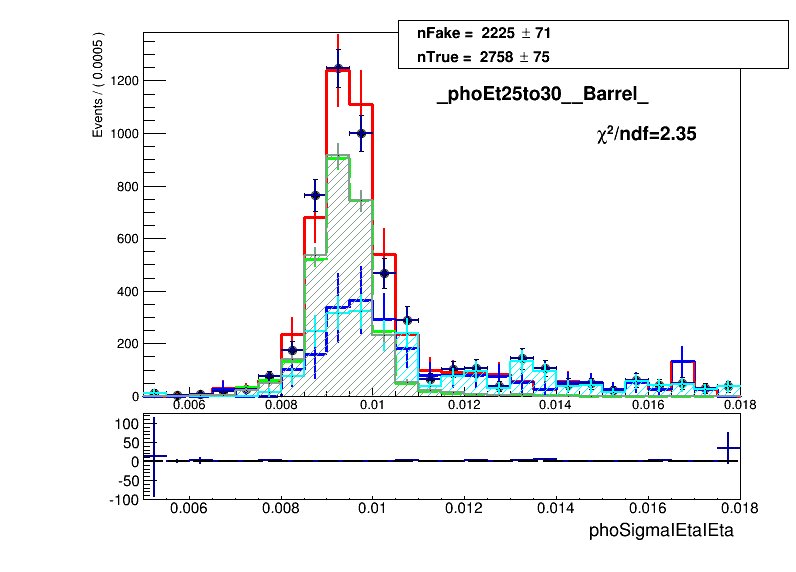 nFake = 2225 ± 71
nTrue = 2758 ± 75
_phoEt25to30__Barrel_
χ²/ndf=2.35
Events / ( 0.0005 )
1200
1000
800
600
400
200
0
0.006 0.008 0.01 0.012 0.014 0.016 0.018
100
50
0
-50
-100
0.006 0.008 0.01 0.012 0.014 0.016 0.018
phoSigmaIEtaIEta